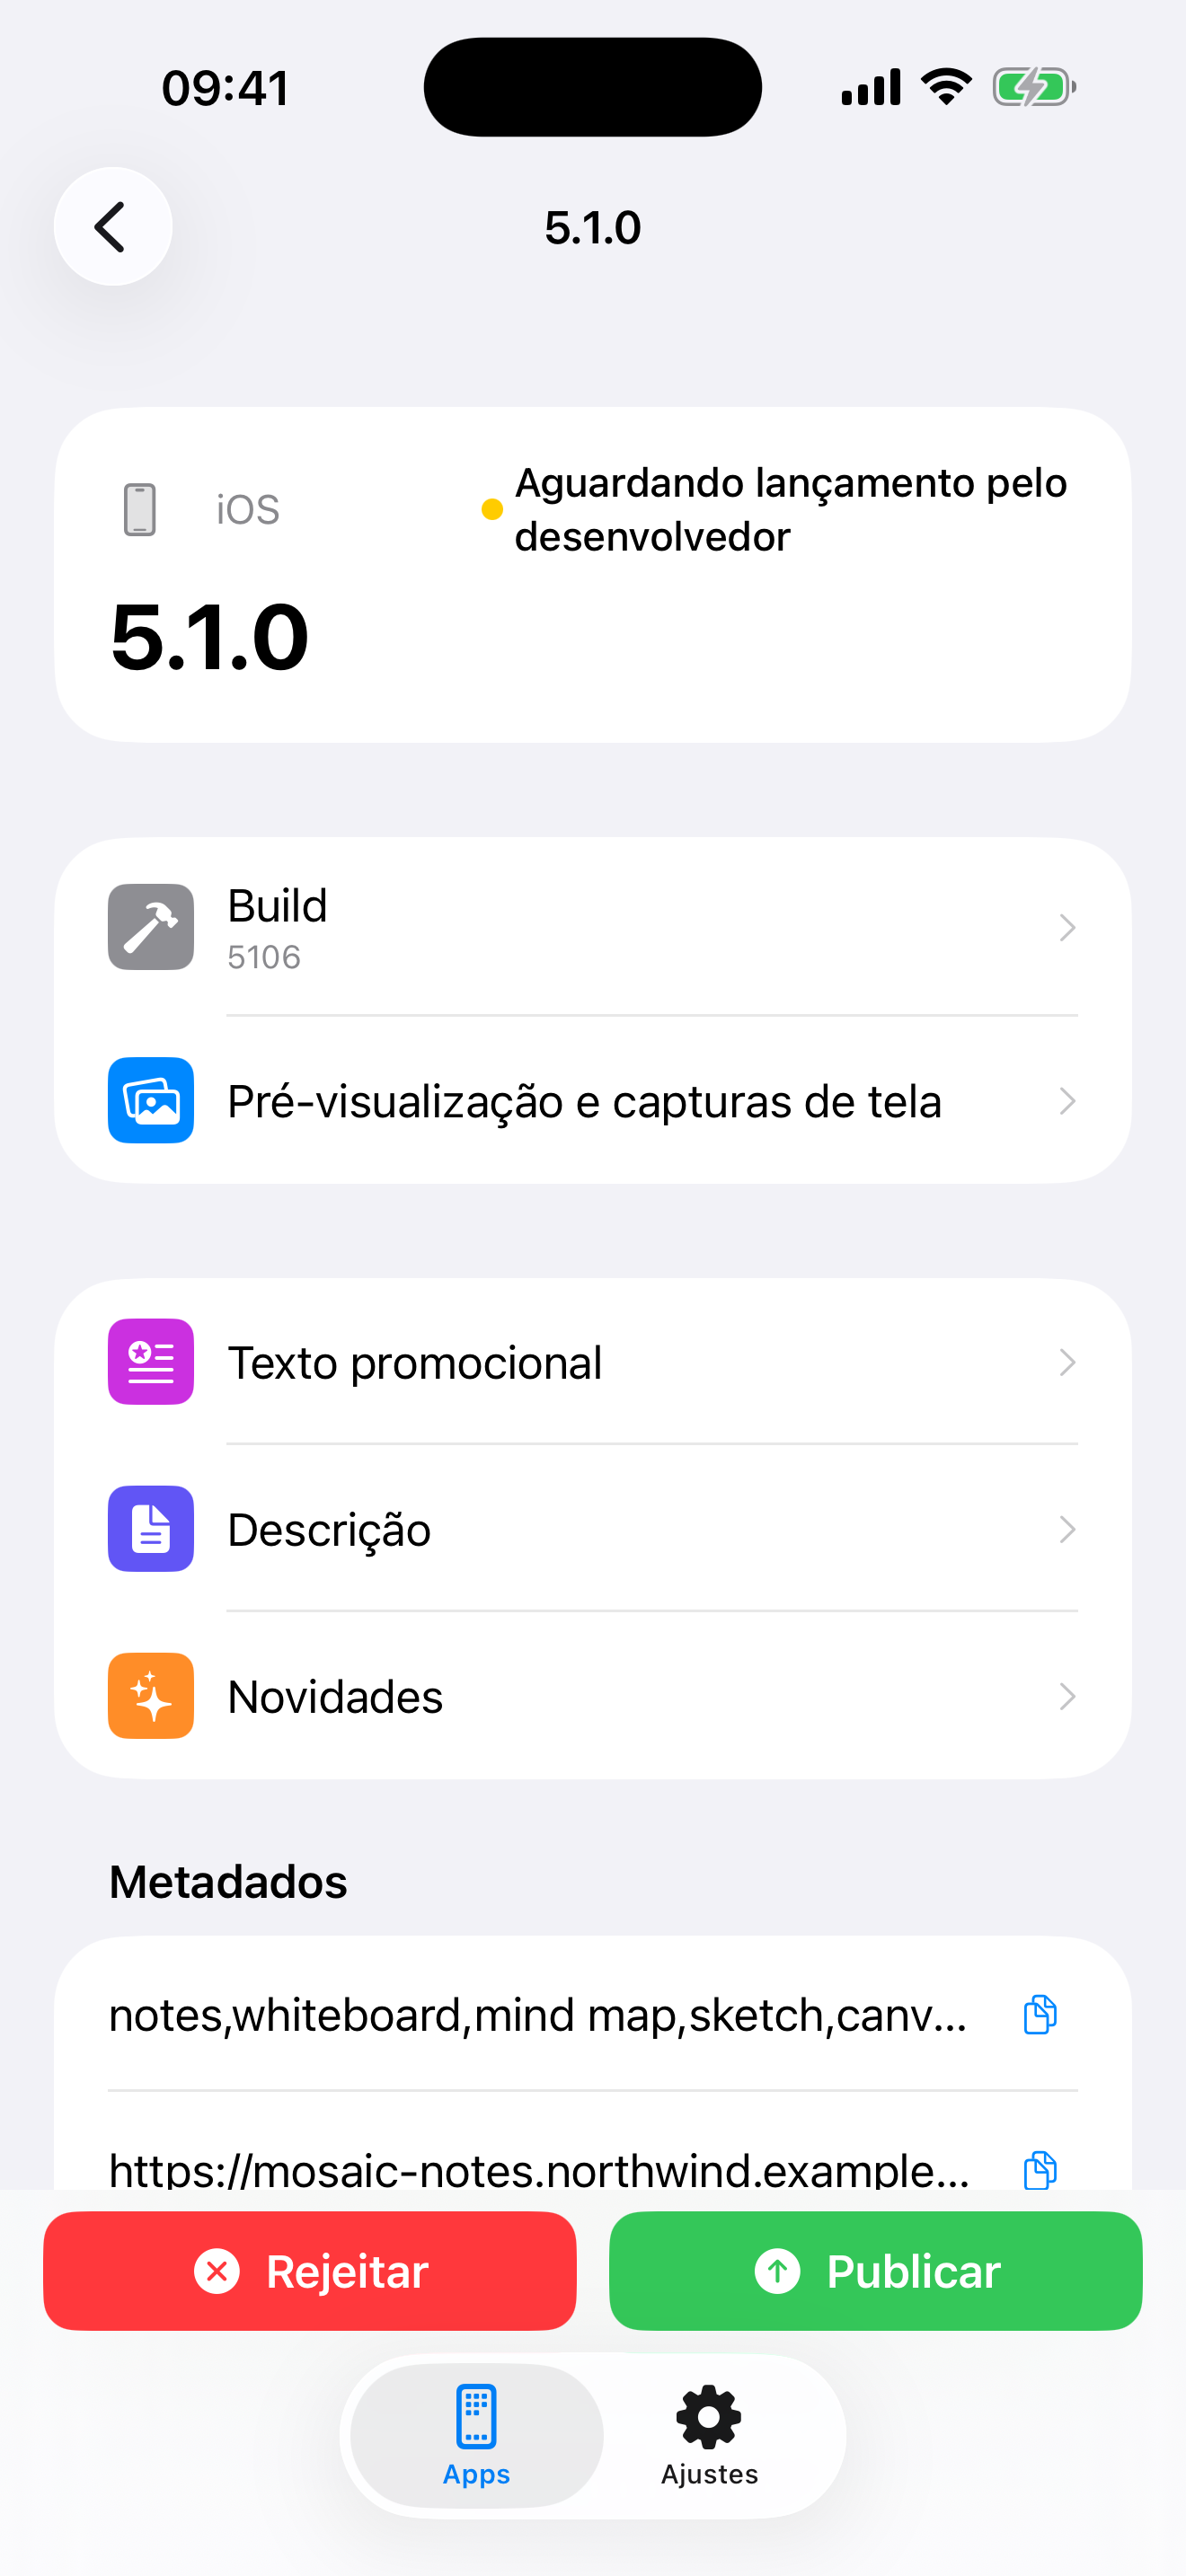 09:41
5.1.0
iOS
Aguardando lançamento pelo
desenvolvedor
5.1.0
Build
5106
Pré-visualização e capturas de tela
Texto promocional
Descrição
Novidades
Metadados
notes,whiteboard,mind map,sketch,canv...
https://mosaic-notes.northwind.example...
Rejeitar
Publicar
Apps
Ajustes